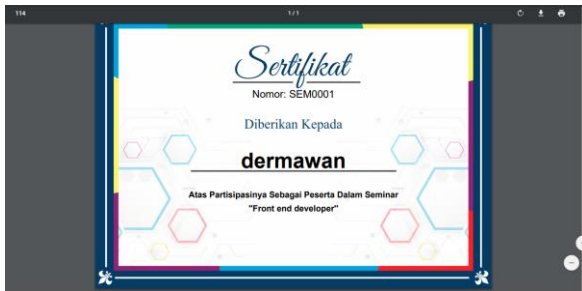 114
1/1
Sertifikat
Nomor: SEM0001
Diberikan Kepada
dermawan
Atas Partisipasinya Sebagai Peserta Dalam Seminar
"Front end developer"